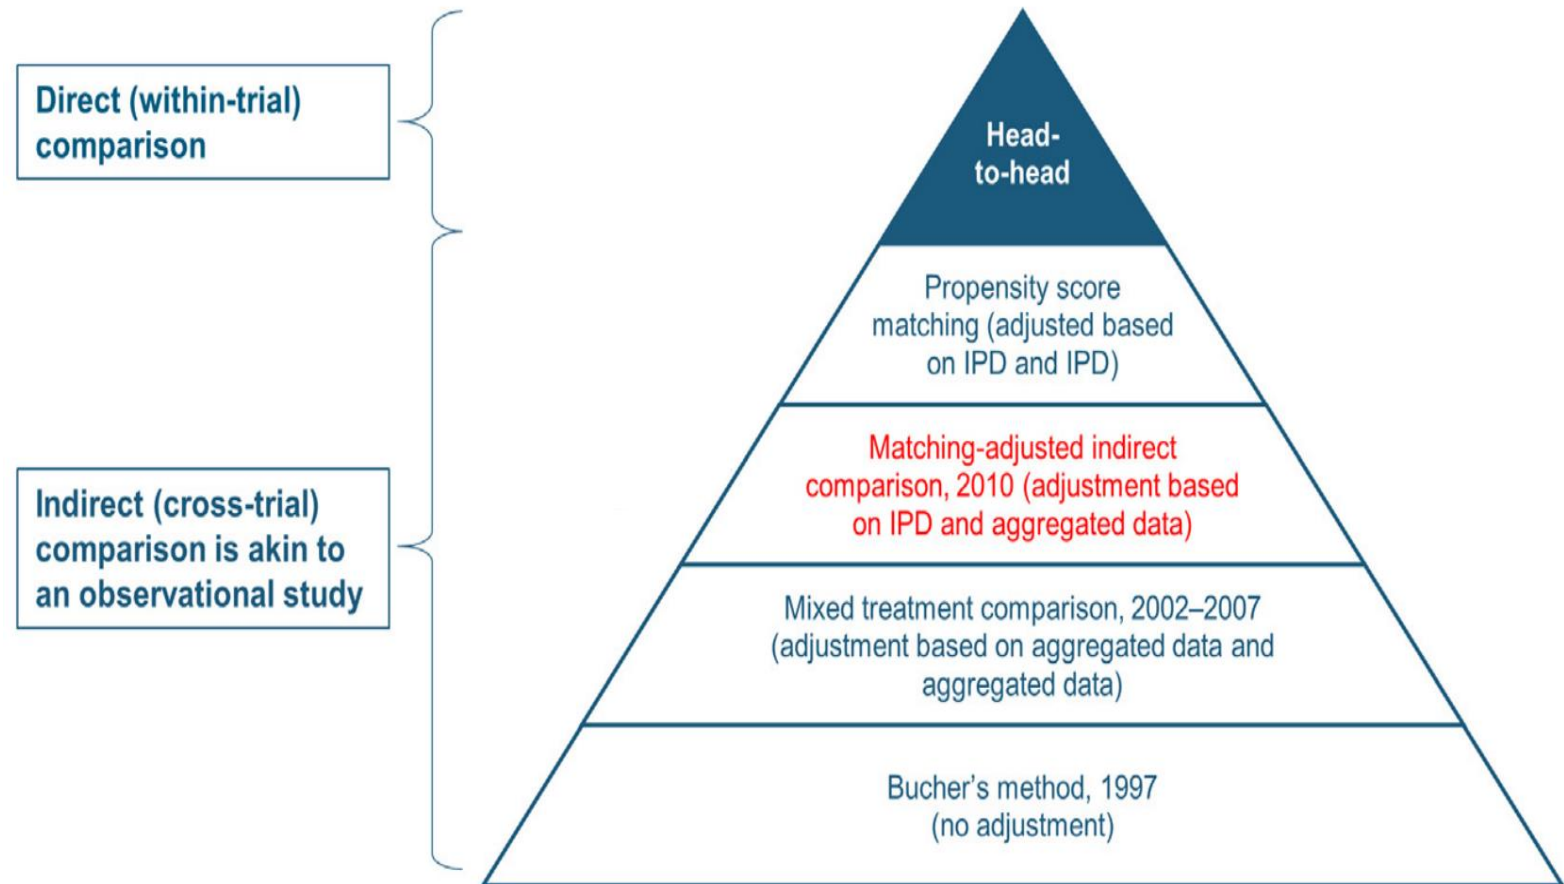 Direct (within-trial)
comparison
Head-
to-head
Propensity score
matching (adjusted based
on IPD and IPD)
Matching-adjusted indirect
comparison, 2010 (adjustment based
on IPD and aggregated data)
Indirect (cross-trial)
comparison is akin to
an observational study
Mixed treatment comparison, 2002–2007
(adjustment based on aggregated data and
aggregated data)
Bucher’s method, 1997
(no adjustment)